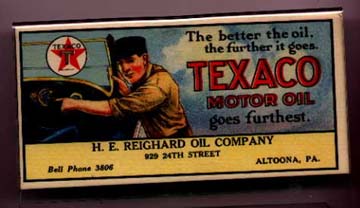 TEXACO
T
The better the oil.
the further it goes.
TEXACO
MOTOR OIL
goes furthest.
H. E. REIGHARD OIL COMPANY
929 24TH STREET
Bell Phone 3806
ALTOONA, PA.